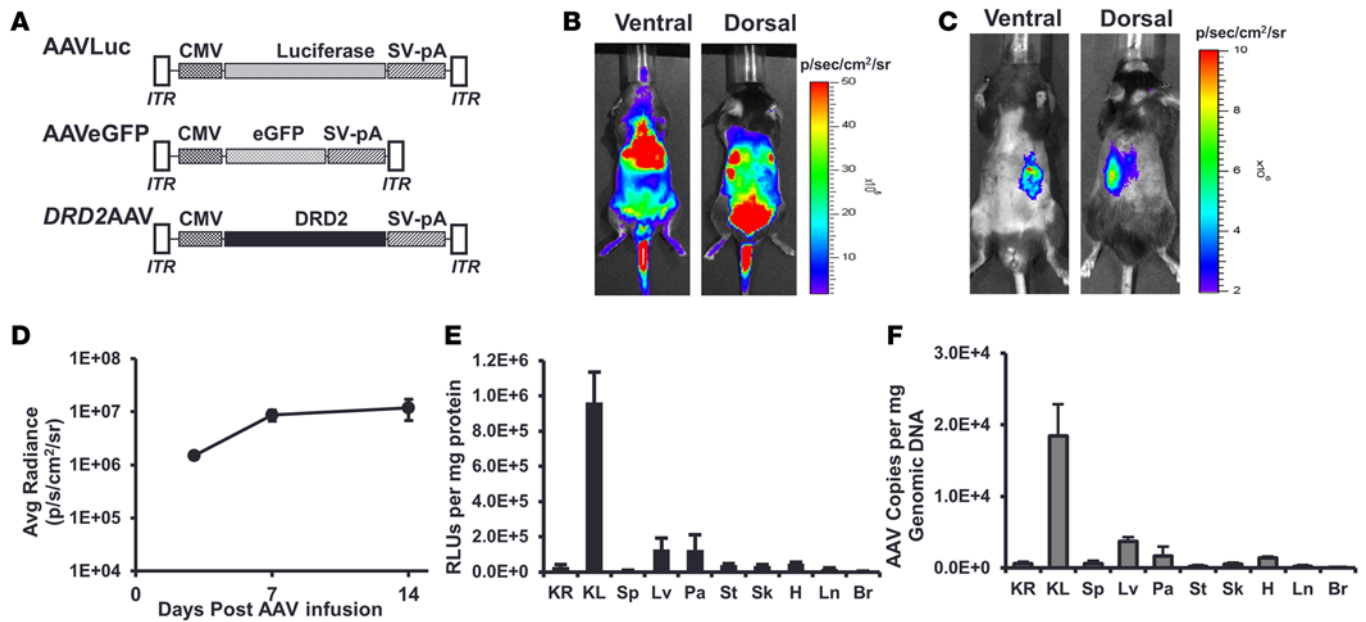 A
AAVLuc
CMV Luciferase SV-pA
ITR ITR
AAVeGFP
CMV eGFP SV-pA
ITR ITR
DRD2AAV
CMV DRD2 SV-pA
ITR ITR
B
Ventral Dorsal
p/sec/cm²/sr
50
40
30
20
10
C
Ventral Dorsal
p/sec/cm²/sr
10
8
6
4
2
x10⁶
D
Avg Radiance
(p/s/cm²/sr)
1E+08
1E+07
1E+06
1E+05
1E+04
0 7 14
Days Post AAV infusion
E
RLUs per mg protein
1.2E+6
1.0E+6
8.0E+5
6.0E+5
4.0E+5
2.0E+5
0.0E+0
KR KL Sp Lv Pa St Sk H Ln Br
F
AAV Copies per mg
Genomic DNA
3.0E+4
2.0E+4
1.0E+4
0.0E+0
KR KL Sp Lv Pa St Sk H Ln Br